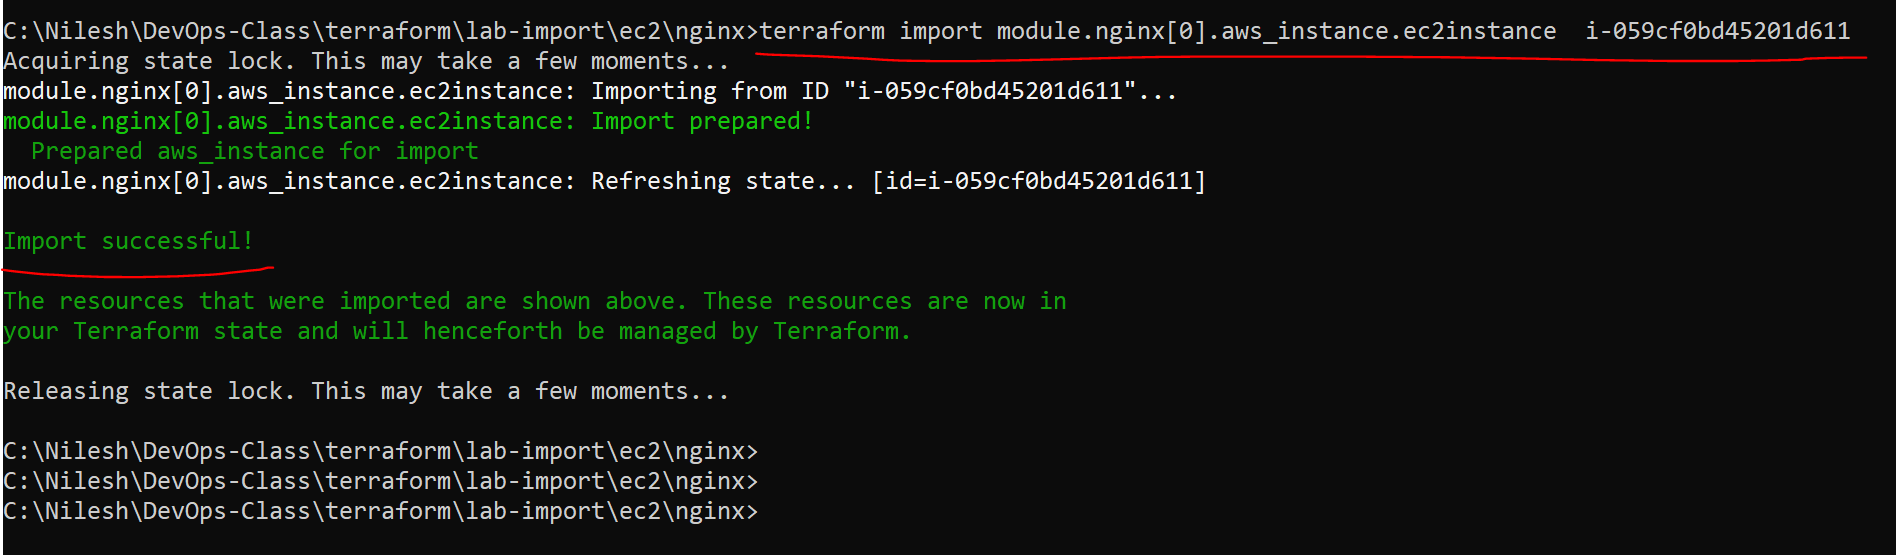 C:\Nilesh\DevOps-Class\terraform\lab-import\ec2\nginx>terraform import module.nginx[0].aws_instance.ec2instance  i-059cf0bd45201d611
Acquiring state lock. This may take a few moments...
module.nginx[0].aws_instance.ec2instance: Importing from ID "i-059cf0bd45201d611"...
module.nginx[0].aws_instance.ec2instance: Import prepared!
  Prepared aws_instance for import
module.nginx[0].aws_instance.ec2instance: Refreshing state... [id=i-059cf0bd45201d611]
Import successful!
The resources that were imported are shown above. These resources are now in
your Terraform state and will henceforth be managed by Terraform.
Releasing state lock. This may take a few moments...
C:\Nilesh\DevOps-Class\terraform\lab-import\ec2\nginx>
C:\Nilesh\DevOps-Class\terraform\lab-import\ec2\nginx>
C:\Nilesh\DevOps-Class\terraform\lab-import\ec2\nginx>